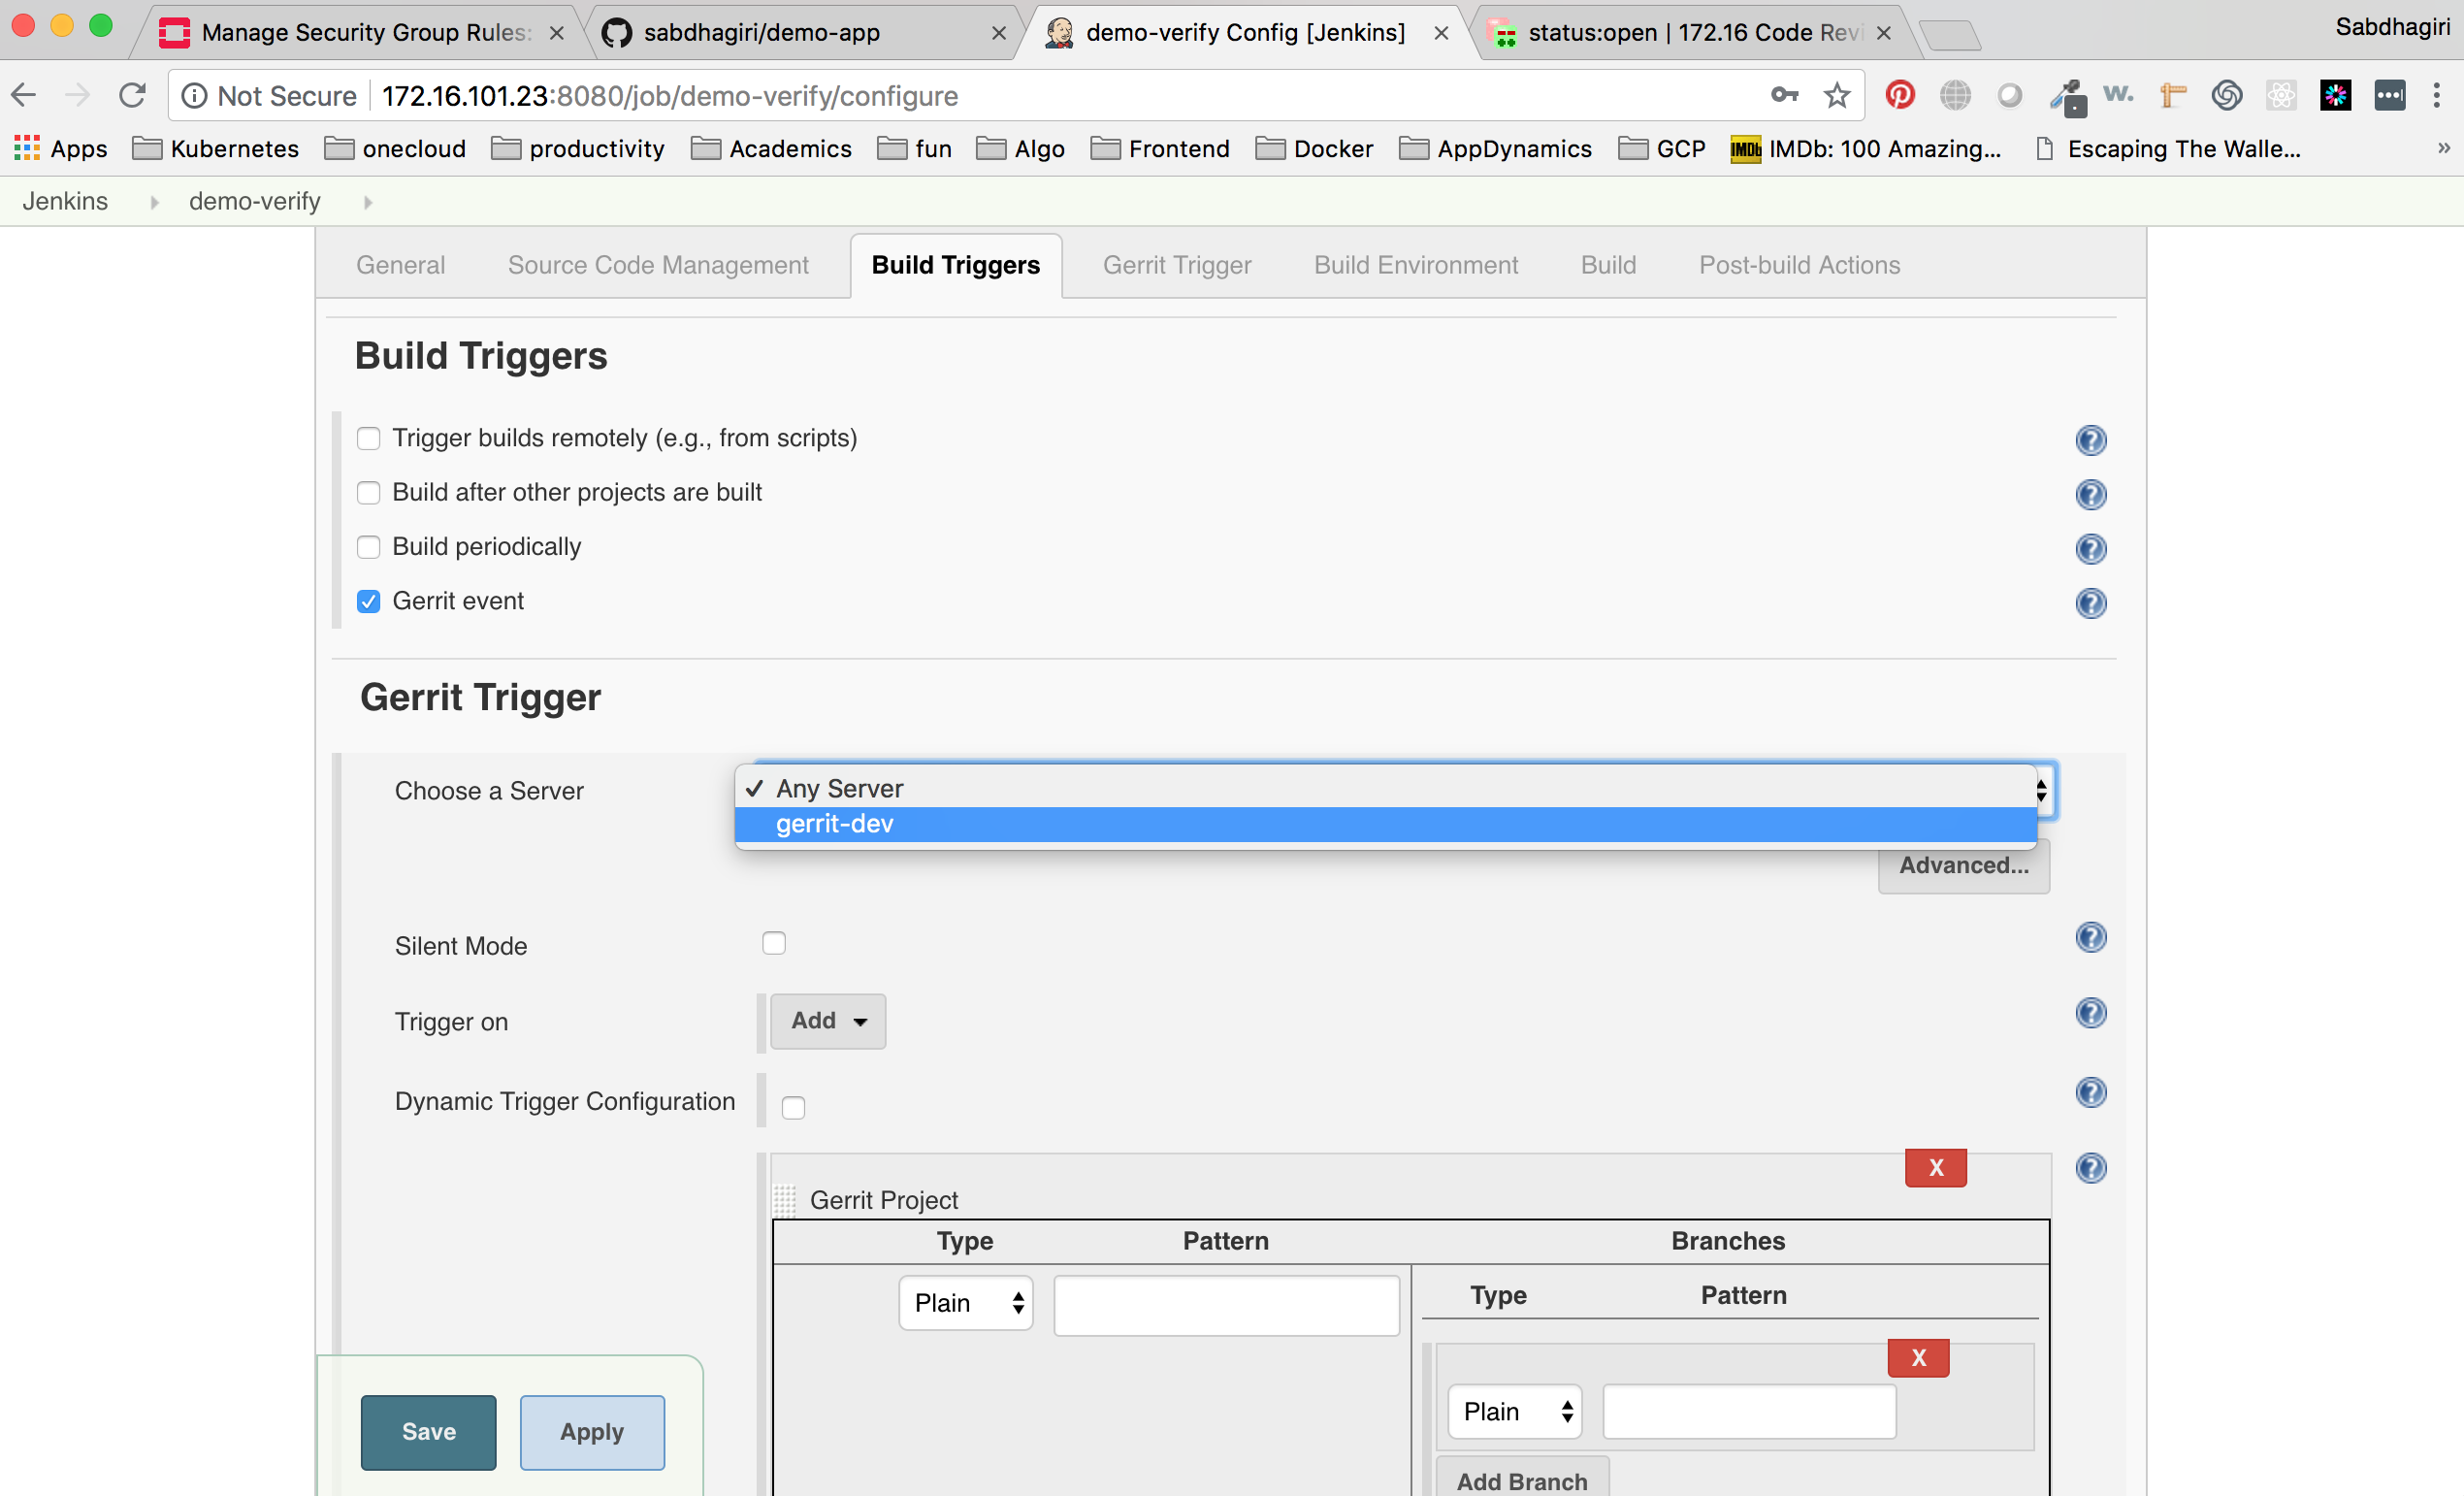 Manage Security Group Rules:
sabdhagiri/demo-app
demo-verify Config [Jenkins]
status:open | 172.16 Code Revi
Sabdhagiri
Not Secure 172.16.101.23:8080/job/demo-verify/configure
w.
Apps Kubernetes onecloud productivity Academics fun Algo Frontend Docker AppDynamics GCP IMDb IMDb: 100 Amazing... Escaping The Walle... »
Jenkins demo-verify
General Source Code Management Build Triggers Gerrit Trigger Build Environment Build Post-build Actions
Build Triggers
Trigger builds remotely (e.g., from scripts)
Build after other projects are built
Build periodically
Gerrit event
Gerrit Trigger
Choose a Server
✓ Any Server
gerrit-dev
Advanced...
Silent Mode
Trigger on
Add
Dynamic Trigger Configuration
X
Gerrit Project
Type Pattern Branches
Plain
Type Pattern
X
Plain
Add Branch
Save Apply